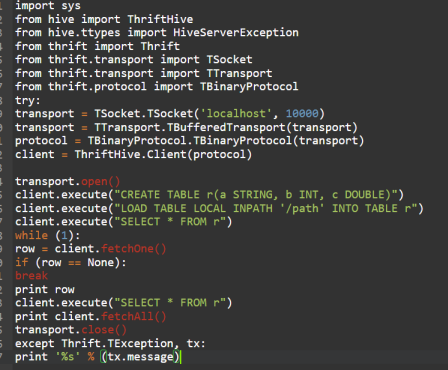 import sys
from hive import ThriftHive
from hive.ttypes import HiveServerException
from thrift import Thrift
from thrift.transport import TSocket
from thrift.transport import TTransport
from thrift.protocol import TBinaryProtocol
try:
transport = TSocket.TSocket('localhost', 10000)
transport = TTransport.TBufferedTransport(transport)
protocol = TBinaryProtocol.TBinaryProtocol(transport)
client = ThriftHive.Client(protocol)

transport.open()
client.execute("CREATE TABLE r(a STRING, b INT, c DOUBLE)")
client.execute("LOAD TABLE LOCAL INPATH '/path' INTO TABLE r")
client.execute("SELECT * FROM r")
while (1):
row = client.fetchOne()
if (row == None):
break
print row
client.execute("SELECT * FROM r")
print client.fetchAll()
transport.close()
except Thrift.TException, tx:
print '%s' % (tx.message)